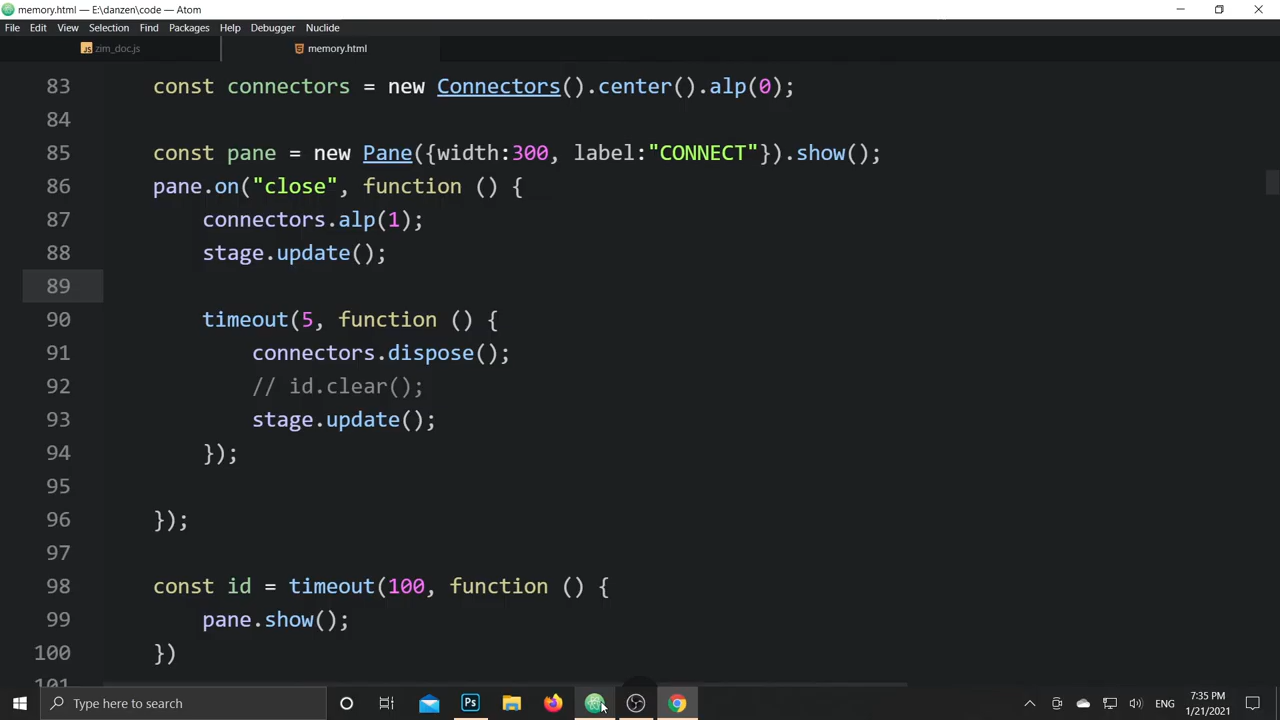 memory.html — E:\danzen\code — Atom
File Edit View Selection Find Packages Help Debugger Nuclide
JS zim_doc.js memory.html
83 const connectors = new Connectors().center().alp(0);
84
85 const pane = new Pane({width:300, label:"CONNECT"}).show();
86 pane.on("close", function () {
87 connectors.alp(1);
88 stage.update();
89
90 timeout(5, function () {
91 connectors.dispose();
92 // id.clear();
93 stage.update();
94 });
95
96 });
97
98 const id = timeout(100, function () {
99 pane.show();
100 })
101
Type here to search
Ps
ENG
7:35 PM
1/21/2021